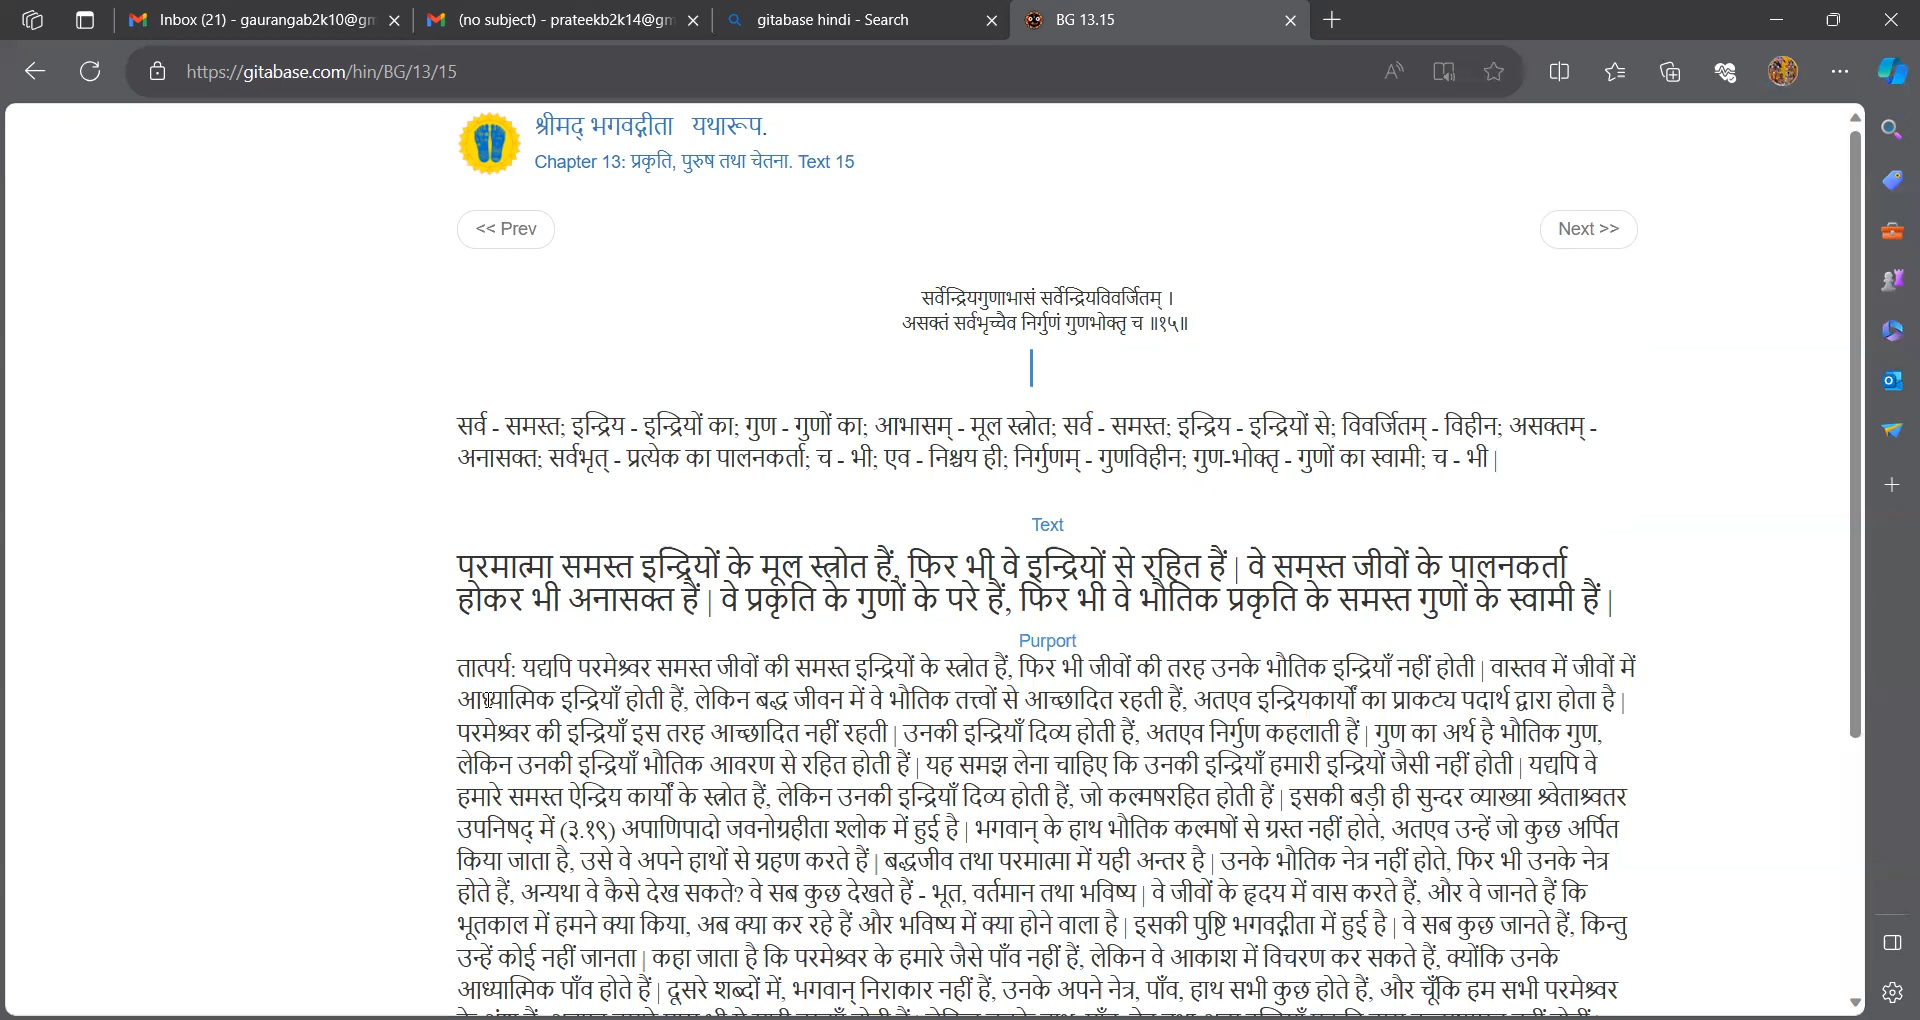 Inbox (21) - gaurangab2k10@gm
(no subject) - prateekb2k14@gm
gitabase hindi - Search
BG 13.15
https://gitabase.com/hin/BG/13/15
श्रीमद् भगवद्गीता यथारूप.
Chapter 13: प्रकृति, पुरुष तथा चेतना. Text 15
<< Prev
Next >>
सर्वेन्द्रियगुणाभासं सर्वेन्द्रियविवर्जितम् ।
असक्तं सर्वभृच्चैव निर्गुणं गुणभोक्तृ च ॥१५॥
सर्व - समस्त; इन्द्रिय - इन्द्रियों का; गुण - गुणों का; आभासम् - मूल स्त्रोत; सर्व - समस्त; इन्द्रिय - इन्द्रियों से; विवर्जितम् - विहीन; असक्तम् -
अनासक्त; सर्वभृत् - प्रत्येक का पालनकर्ता; च - भी; एव - निश्चय ही; निर्गुणम् - गुणविहीन; गुण-भोक्तृ - गुणों का स्वामी; च - भी |
Text
परमात्मा समस्त इन्द्रियों के मूल स्त्रोत हैं, फिर भी वे इन्द्रियों से रहित हैं | वे समस्त जीवों के पालनकर्ता
होकर भी अनासक्त हैं | वे प्रकृति के गुणों के परे हैं, फिर भी वे भौतिक प्रकृति के समस्त गुणों के स्वामी हैं |
Purport
तात्पर्य: यद्यपि परमेश्र्वर समस्त जीवों की समस्त इन्द्रियों के स्त्रोत हैं, फिर भी जीवों की तरह उनके भौतिक इन्द्रियाँ नहीं होती | वास्तव में जीवों में
आध्यात्मिक इन्द्रियाँ होती हैं, लेकिन बद्ध जीवन में वे भौतिक तत्त्वों से आच्छादित रहती हैं, अतएव इन्द्रियकार्यों का प्राकट्य पदार्थ द्वारा होता है |
परमेश्र्वर की इन्द्रियाँ इस तरह आच्छादित नहीं रहती | उनकी इन्द्रियाँ दिव्य होती हैं, अतएव निर्गुण कहलाती हैं | गुण का अर्थ है भौतिक गुण,
लेकिन उनकी इन्द्रियाँ भौतिक आवरण से रहित होती हैं | यह समझ लेना चाहिए कि उनकी इन्द्रियाँ हमारी इन्द्रियों जैसी नहीं होती | यद्यपि वे
हमारे समस्त ऐन्द्रिय कार्यों के स्त्रोत हैं, लेकिन उनकी इन्द्रियाँ दिव्य होती हैं, जो कल्मषरहित होती हैं | इसकी बड़ी ही सुन्दर व्याख्या श्र्वेताश्र्वतर
उपनिषद् में (३.१९) अपाणिपादो जवनोग्रहीता श्लोक में हुई है | भगवान् के हाथ भौतिक कल्मषों से ग्रस्त नहीं होते, अतएव उन्हें जो कुछ अर्पित
किया जाता है, उसे वे अपने हाथों से ग्रहण करते हैं | बद्धजीव तथा परमात्मा में यही अन्तर है | उनके भौतिक नेत्र नहीं होते, फिर भी उनके नेत्र
होते हैं, अन्यथा वे कैसे देख सकते? वे सब कुछ देखते हैं - भूत, वर्तमान तथा भविष्य | वे जीवों के हृदय में वास करते हैं, और वे जानते हैं कि
भूतकाल में हमने क्या किया, अब क्या कर रहे हैं और भविष्य में क्या होने वाला है | इसकी पुष्टि भगवद्गीता में हुई है | वे सब कुछ जानते हैं, किन्तु
उन्हें कोई नहीं जानता | कहा जाता है कि परमेश्र्वर के हमारे जैसे पाँव नहीं हैं, लेकिन वे आकाश में विचरण कर सकते हैं, क्योंकि उनके
आध्यात्मिक पाँव होते हैं | दूसरे शब्दों में, भगवान् निराकार नहीं हैं, उनके अपने नेत्र, पाँव, हाथ सभी कुछ होते हैं, और चूँकि हम सभी परमेश्र्वर